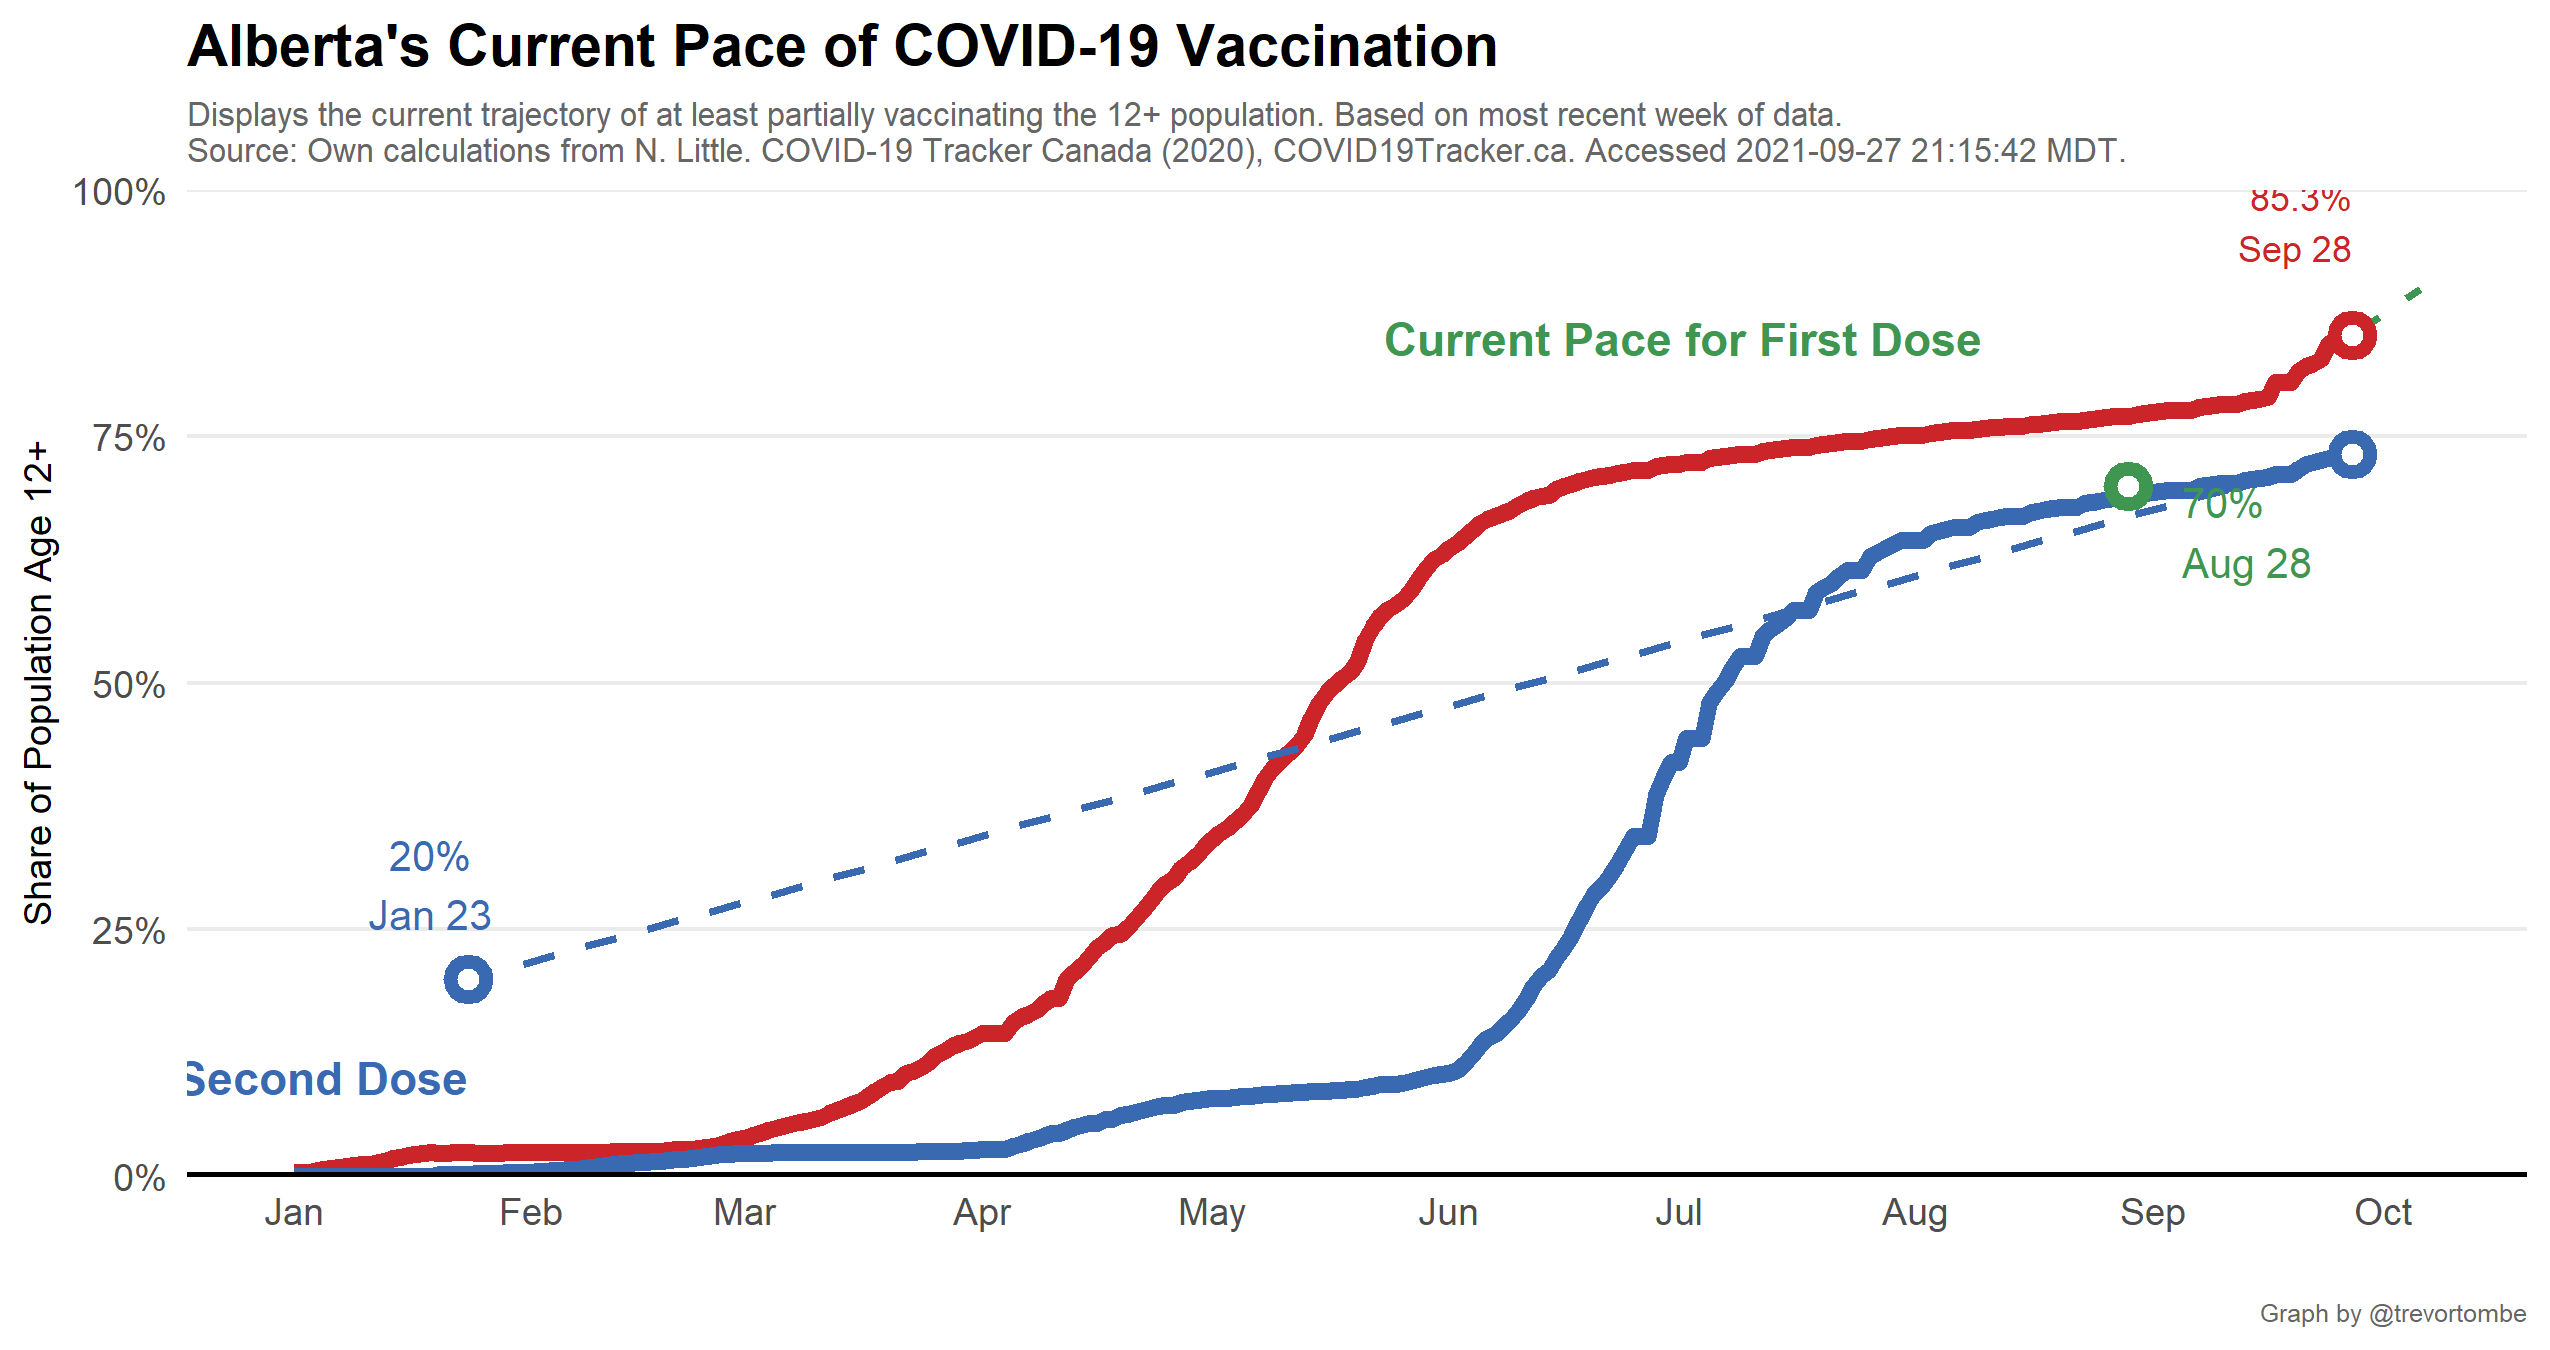 Alberta's Current Pace of COVID-19 Vaccination
Displays the current trajectory of at least partially vaccinating the 12+ population. Based on most recent week of data.
Source: Own calculations from N. Little. COVID-19 Tracker Canada (2020), COVID19Tracker.ca. Accessed 2021-09-27 21:15:42 MDT.
100%
75%
50%
25%
0%
Share of Population Age 12+
85.3%
Sep 28
Current Pace for First Dose
70%
Aug 28
20%
Jan 23
Second Dose
Jan Feb Mar Apr May Jun Jul Aug Sep Oct
Graph by @trevortombe